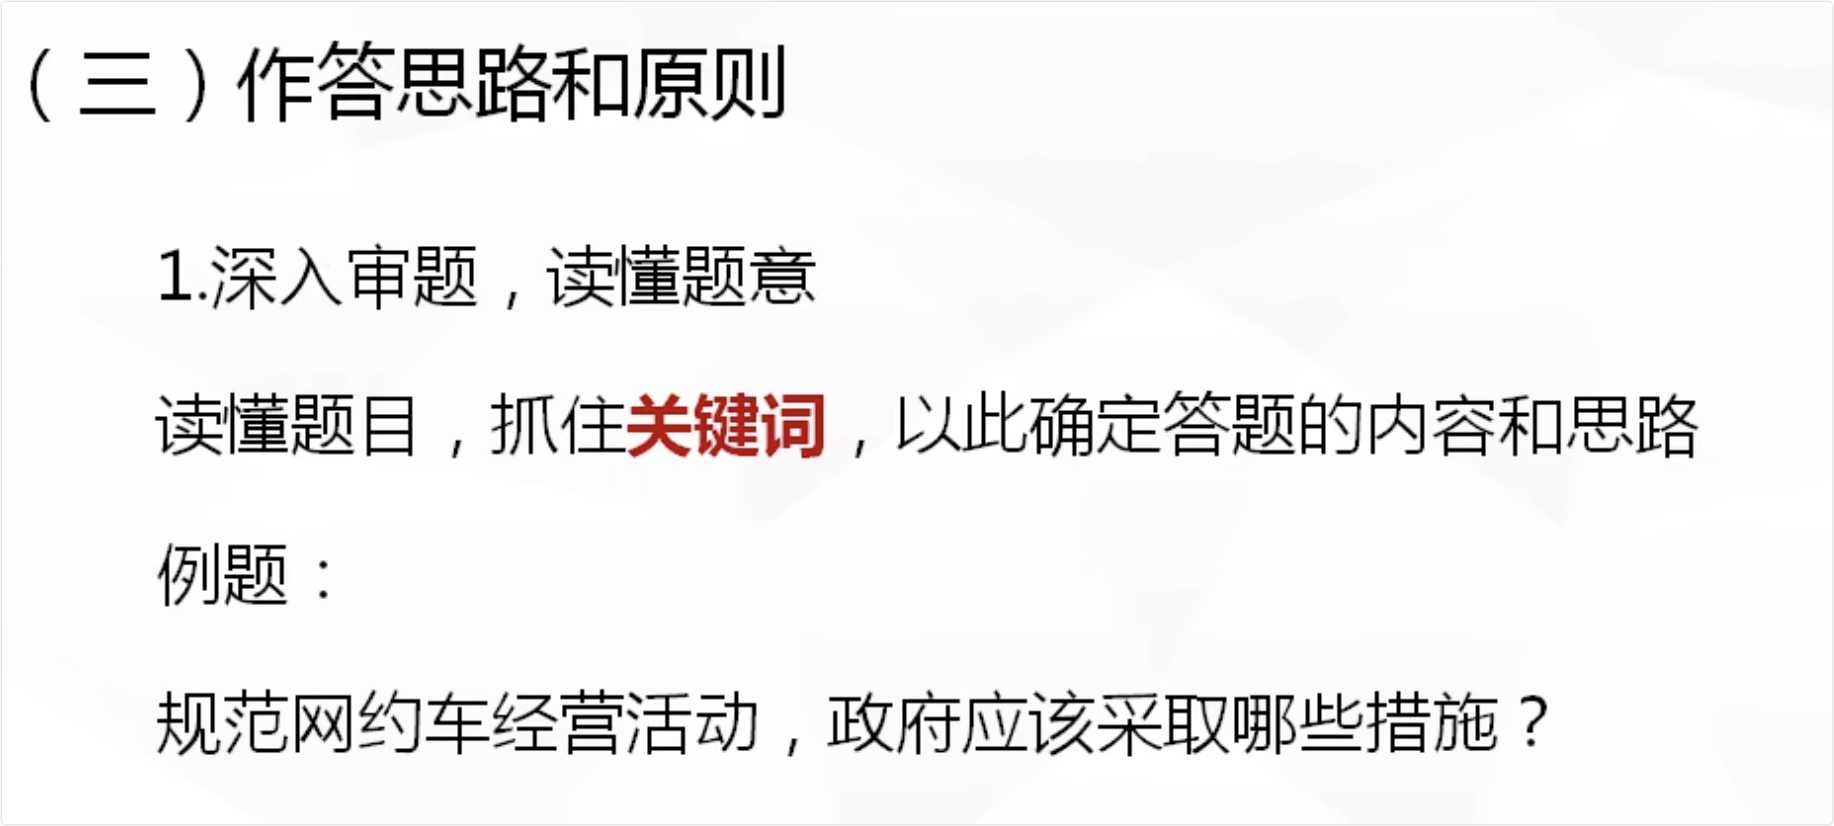 （三）作答思路和原则
1.深入审题，读懂题意
读懂题目，抓住关键词，以此确定答题的内容和思路
例题：
规范网约车经营活动，政府应该采取哪些措施？